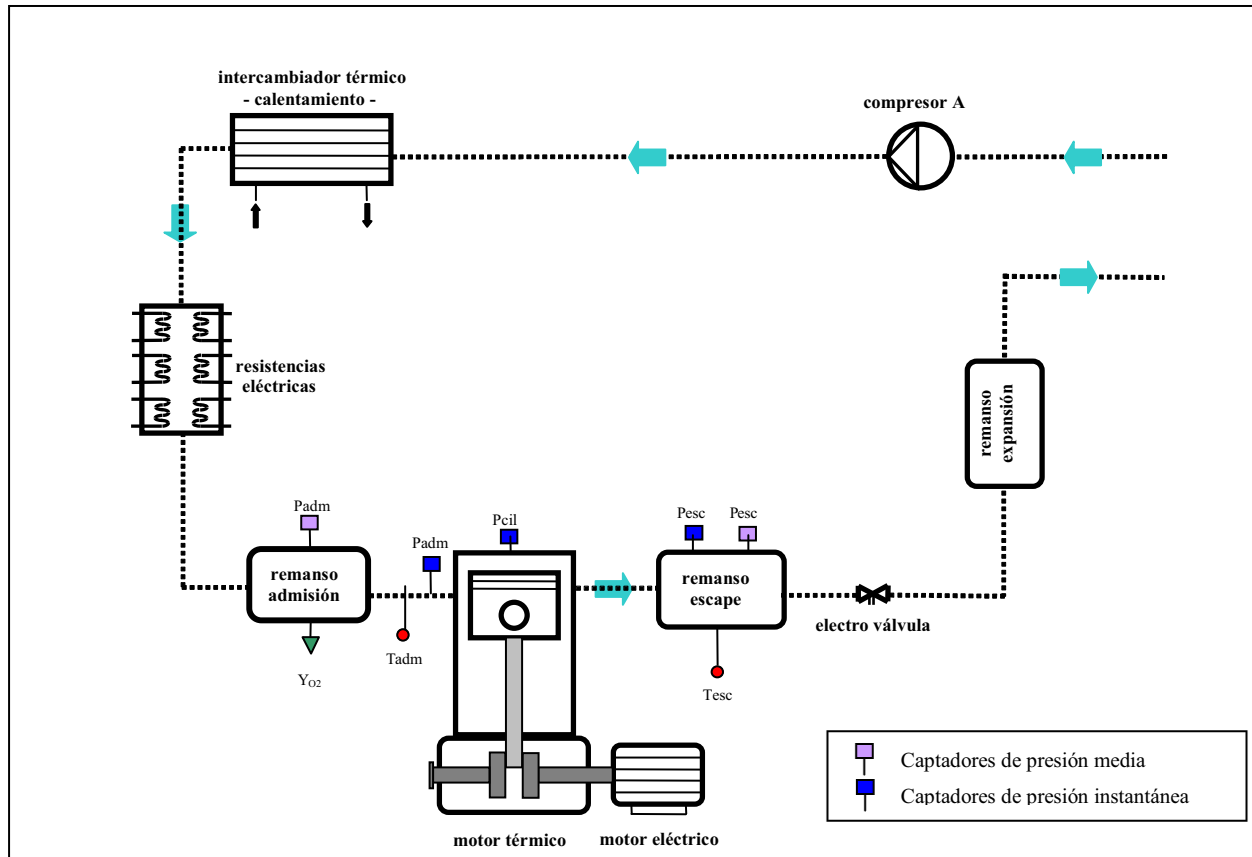 intercambiador térmico
- calentamiento -
compresor A
resistencias
eléctricas
remanso
expansión
Padm
Padm
Pcil
Pesc
Pesc
remanso
admisión
remanso
escape
electro válvula
Tadm
Y_O2
Tesc
Captadores de presión media
Captadores de presión instantánea
motor térmico
motor eléctrico